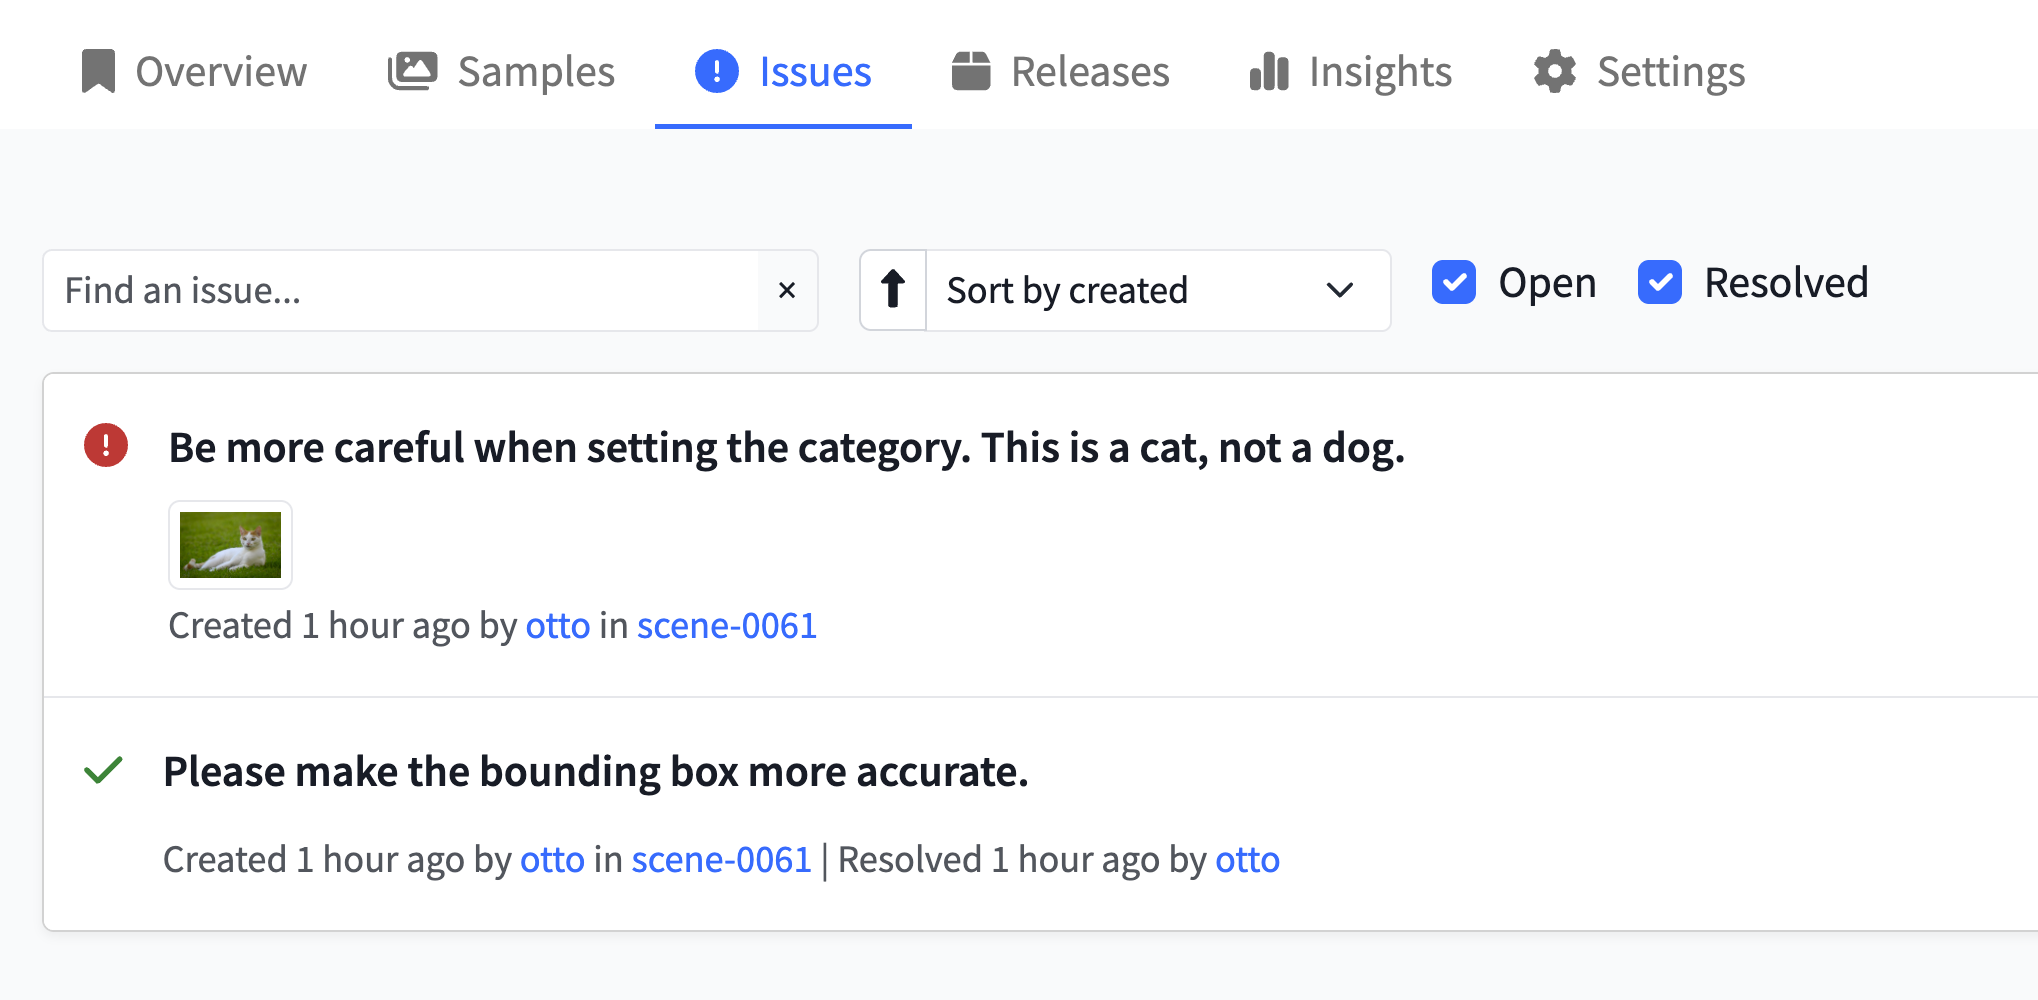 Overview Samples Issues Releases Insights Settings
Find an issue... × Sort by created Open Resolved
Be more careful when setting the category. This is a cat, not a dog.
Created 1 hour ago by otto in scene-0061
Please make the bounding box more accurate.
Created 1 hour ago by otto in scene-0061 | Resolved 1 hour ago by otto